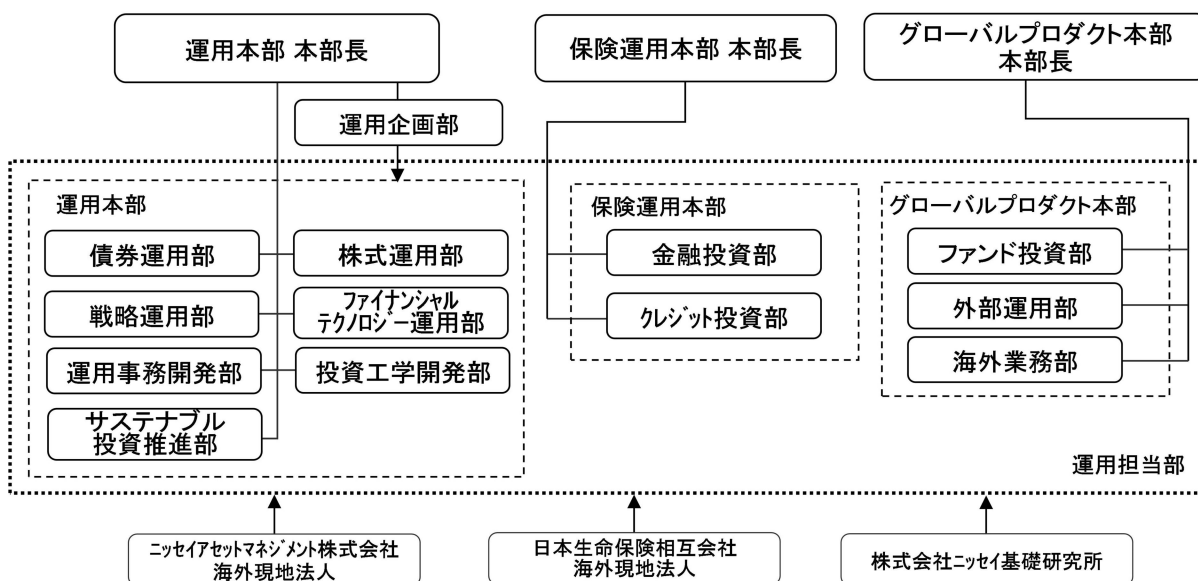 運用本部 本部長
保険運用本部 本部長
グローバルプロダクト本部
本部長
運用企画部
運用本部
債券運用部
株式運用部
戦略運用部
ファイナンシャル
テクノロジー運用部
運用事務開発部
投資工学開発部
サステナブル
投資推進部
保険運用本部
金融投資部
クレジット投資部
グローバルプロダクト本部
ファンド投資部
外部運用部
海外業務部
運用担当部
ニッセイアセットマネジメント株式会社
海外現地法人
日本生命保険相互会社
海外現地法人
株式会社ニッセイ基礎研究所